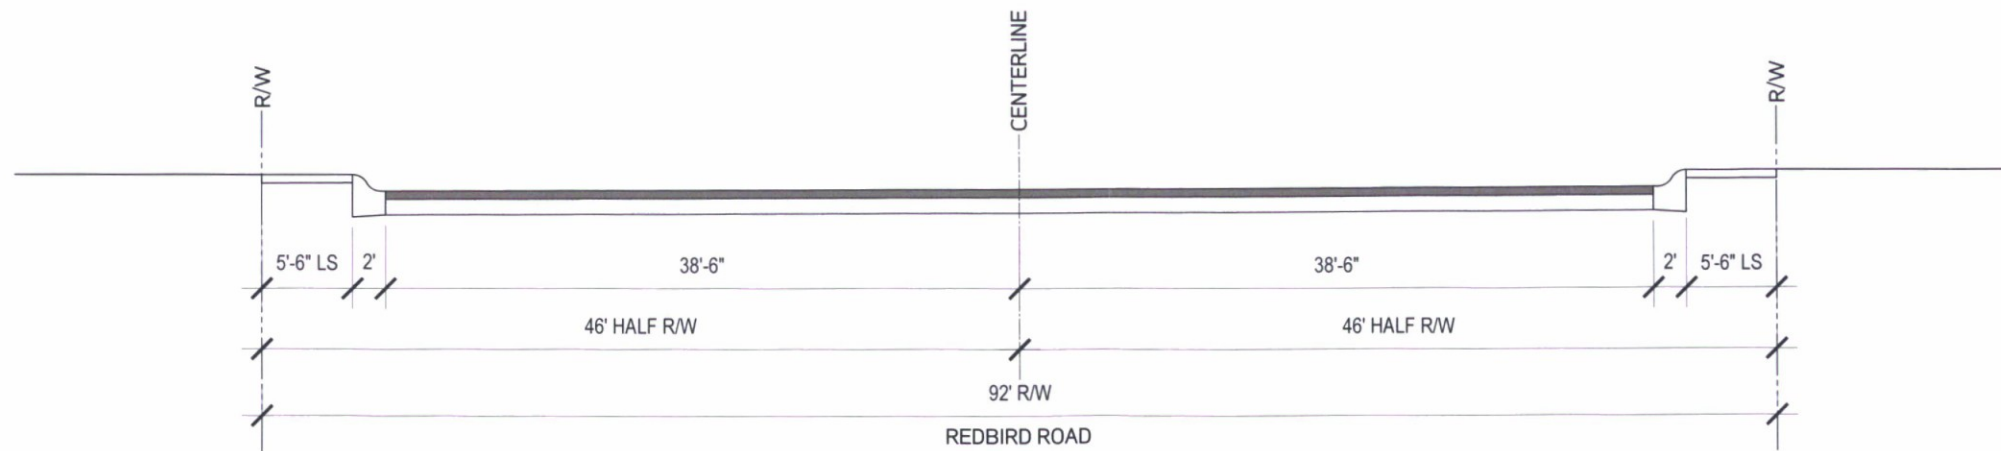 R/W
CENTERLINE
R/W
5'-6" LS
2'
38'-6"
38'-6"
2'
5'-6" LS
46' HALF R/W
46' HALF R/W
92' R/W
REDBIRD ROAD